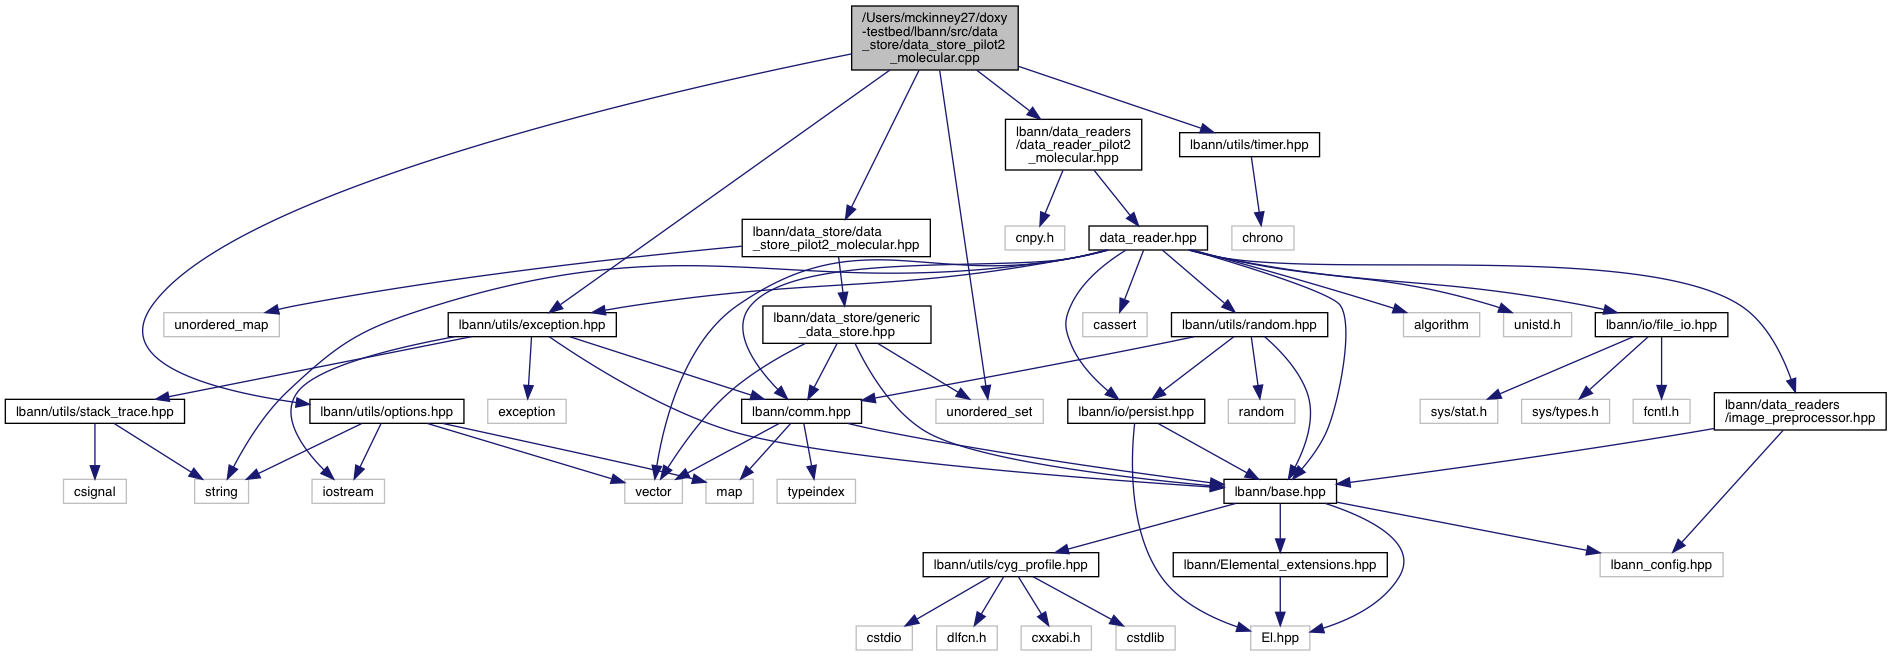 /Users/mckinney27/doxy
-testbed/lbann/src/data
_store/data_store_pilot2
_molecular.cpp
lbann/data_readers
/data_reader_pilot2
_molecular.hpp
lbann/utils/timer.hpp
lbann/data_store/data
_store_pilot2_molecular.hpp
cnpy.h
data_reader.hpp
chrono
unordered_map
lbann/utils/exception.hpp
lbann/data_store/generic
_data_store.hpp
cassert
lbann/utils/random.hpp
algorithm
unistd.h
lbann/io/file_io.hpp
lbann/utils/stack_trace.hpp
lbann/utils/options.hpp
exception
lbann/comm.hpp
unordered_set
lbann/io/persist.hpp
random
sys/stat.h
sys/types.h
fcntl.h
lbann/data_readers
/image_preprocessor.hpp
csignal
string
iostream
vector
map
typeindex
lbann/base.hpp
lbann/utils/cyg_profile.hpp
lbann/Elemental_extensions.hpp
lbann_config.hpp
cstdio
dlfcn.h
cxxabi.h
cstdlib
El.hpp